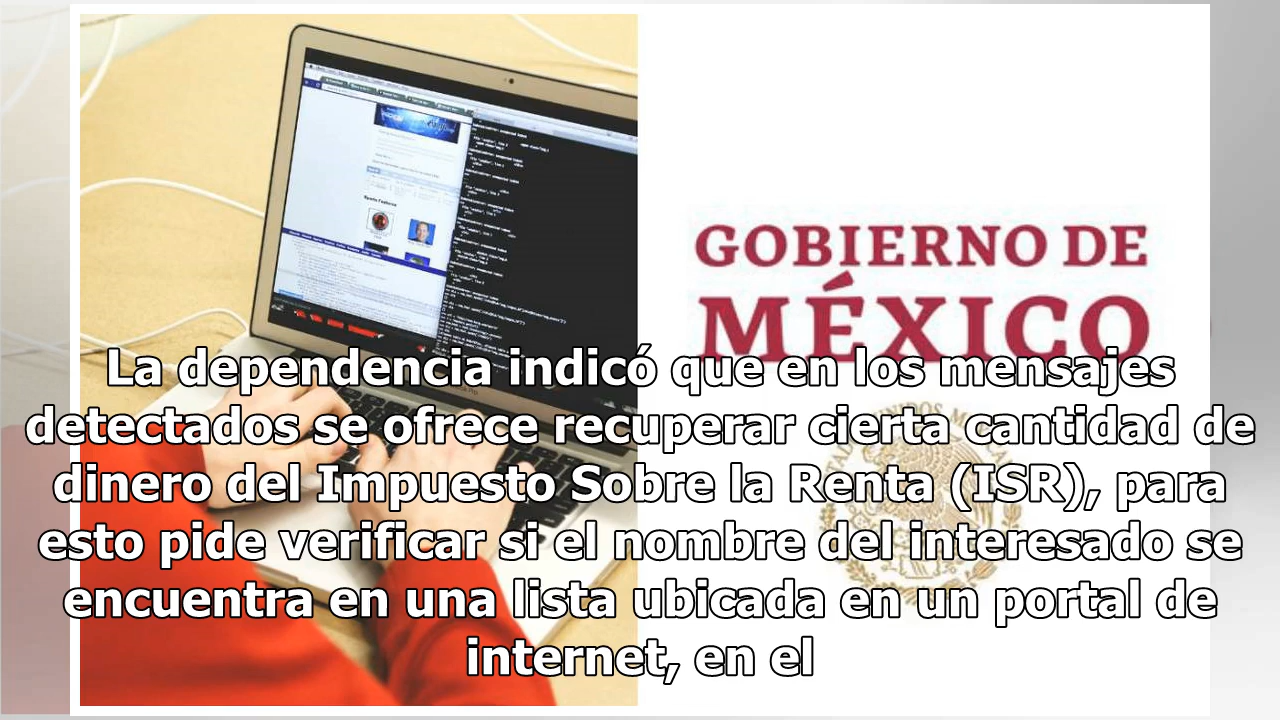 GOBIERNO DE
MÉXICO
La dependencia indicó que en los mensajes
detectados se ofrece recuperar cierta cantidad de
dinero del Impuesto Sobre la Renta (ISR), para
esto pide verificar si el nombre del interesado se
encuentra en una lista ubicada en un portal de
internet, en el